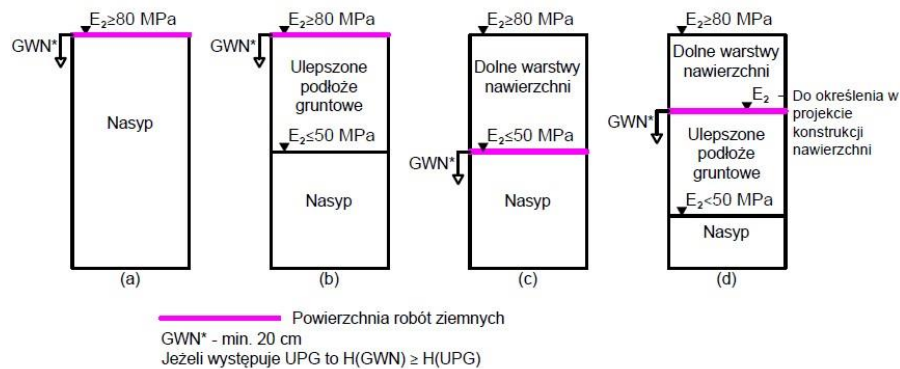 E₂≥80 MPa
GWN*
Nasyp
(a)
E₂≥80 MPa
GWN*
Ulepszone
podłoże
gruntowe
E₂≤50 MPa
Nasyp
(b)
E₂≥80 MPa
Dolne warstwy
nawierzchni
E₂≤50 MPa
GWN*
Nasyp
(c)
E₂≥80 MPa
Dolne warstwy
nawierzchni
E₂ - Do określenia w
projekcie
konstrukcji
nawierzchni
GWN*
Ulepszone
podłoże
gruntowe
E₂<50 MPa
Nasyp
(d)
Powierzchnia robót ziemnych
GWN* - min. 20 cm
Jeżeli występuje UPG to H(GWN) ≥ H(UPG)